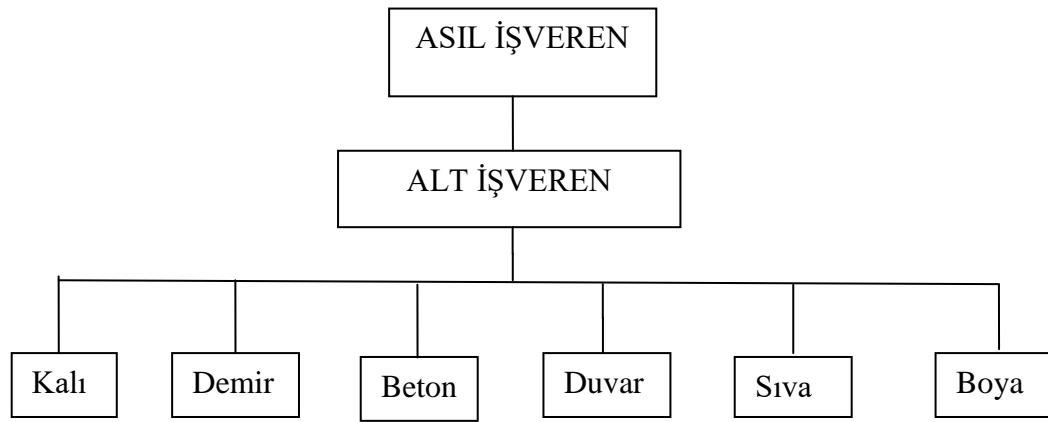 ASIL İŞVEREN
ALT İŞVEREN
Kalı
Demir
Beton
Duvar
Sıva
Boya